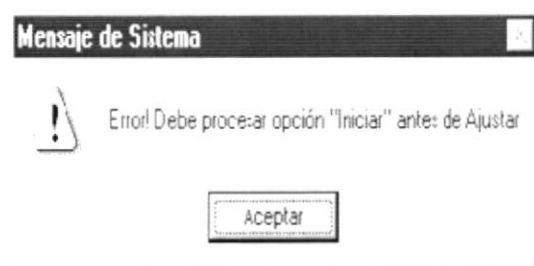 Mensaje de Sistema
Error! Debe procesar opción "Iniciar" antes de Ajustar
Aceptar